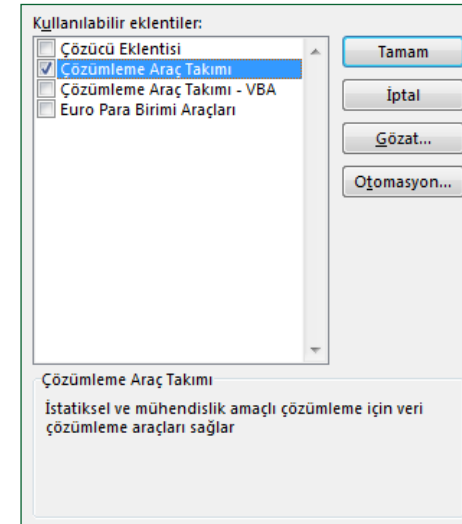 Kullanılabilir eklentiler:
Çözücü Eklentisi
Çözümleme Araç Takımı
Çözümleme Araç Takımı - VBA
Euro Para Birimi Araçları
Tamam
İptal
Gözat...
Otomasyon...
Çözümleme Araç Takımı
İstatiksel ve mühendislik amaçlı çözümleme için veri
çözümleme araçları sağlar